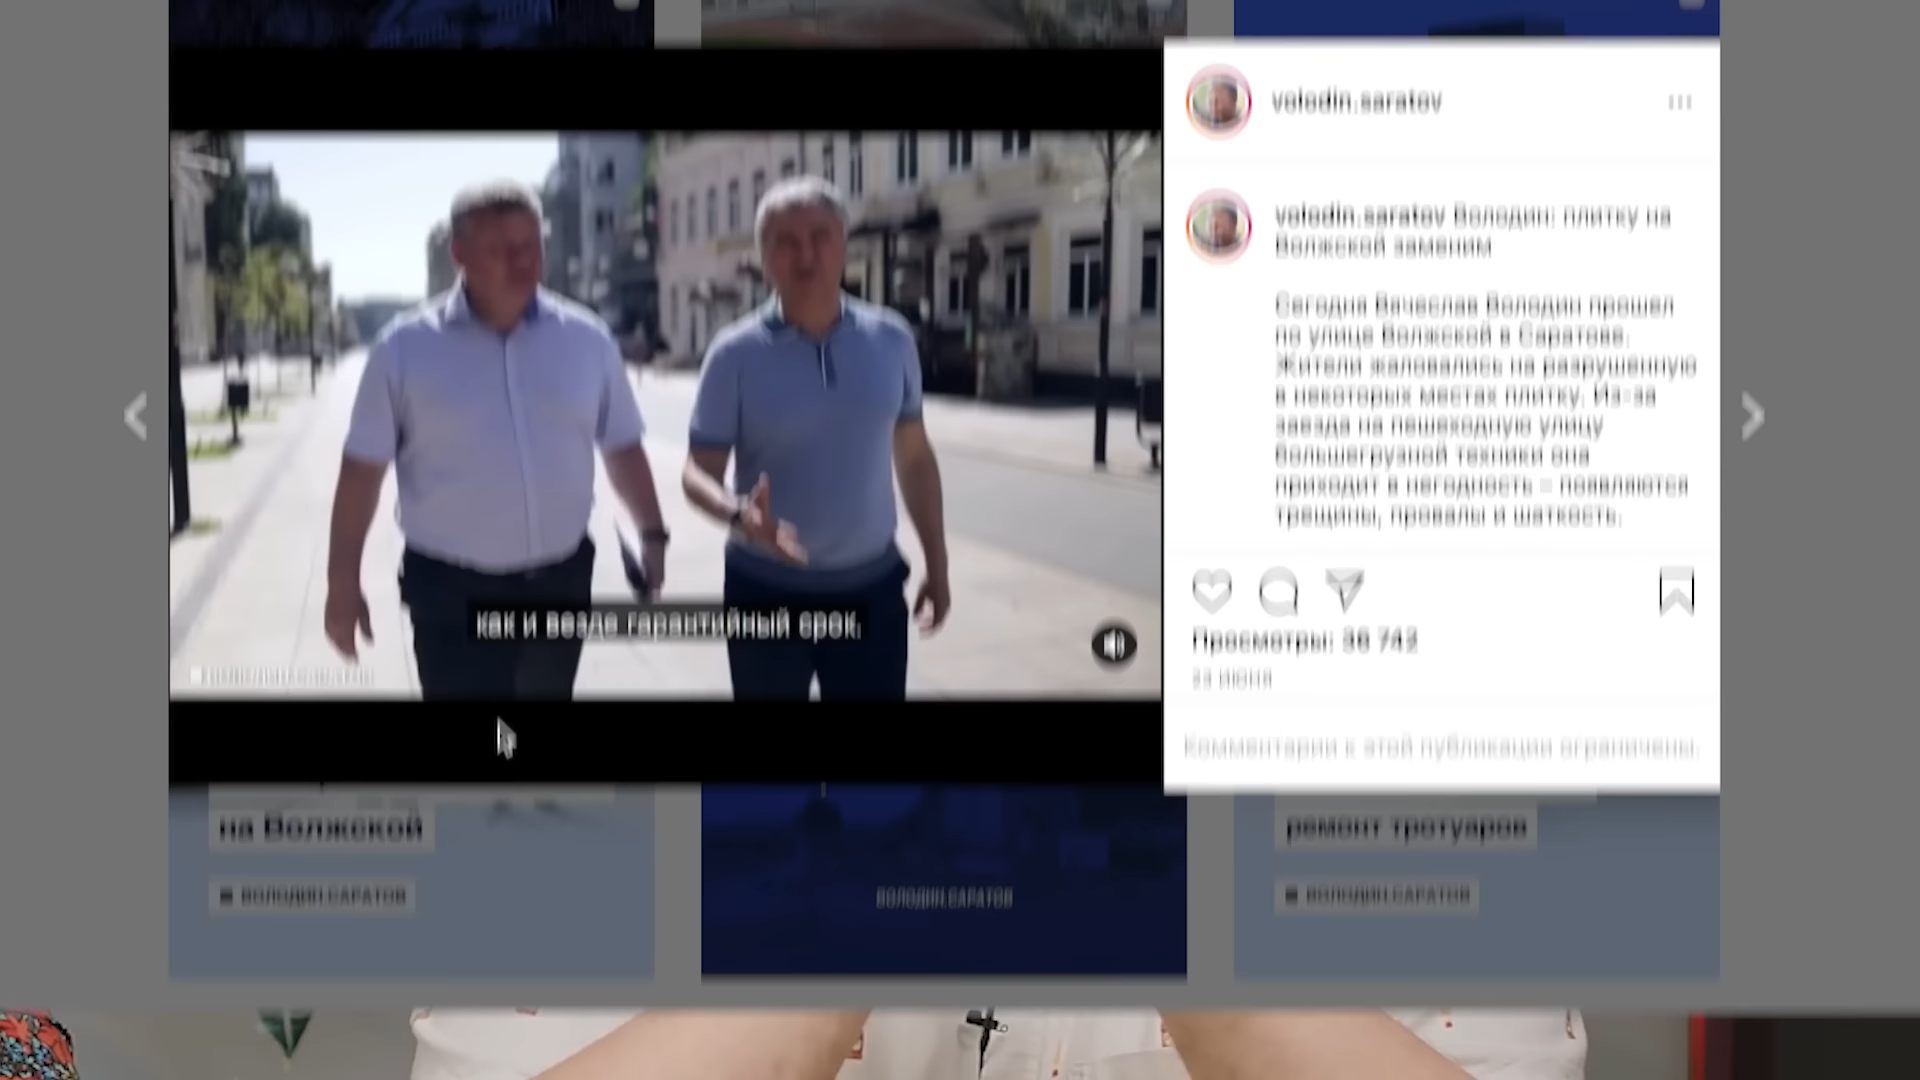 volodin.saratov
volodin.saratov Володин: плитку на
Волжской заменим
Сегодня Вячеслав Володин прошел
по улице Волжской в Саратове.
Жители жаловались на разрушенную
в некоторых местах плитку. Из-за
заезда на пешеходную улицу
большегрузной техники она
приходит в негодность – появляются
трещины, провалы и шаткость.
как и везде гарантийный срок.
Просмотры: 36 742
23 ИЮНЯ
Комментарии к этой публикации ограничены.
на Волжской
ремонт тротуаров
ВОЛОДИН.САРАТОВ
ВОЛОДИН.САРАТОВ
ВОЛОДИН.САРАТОВ